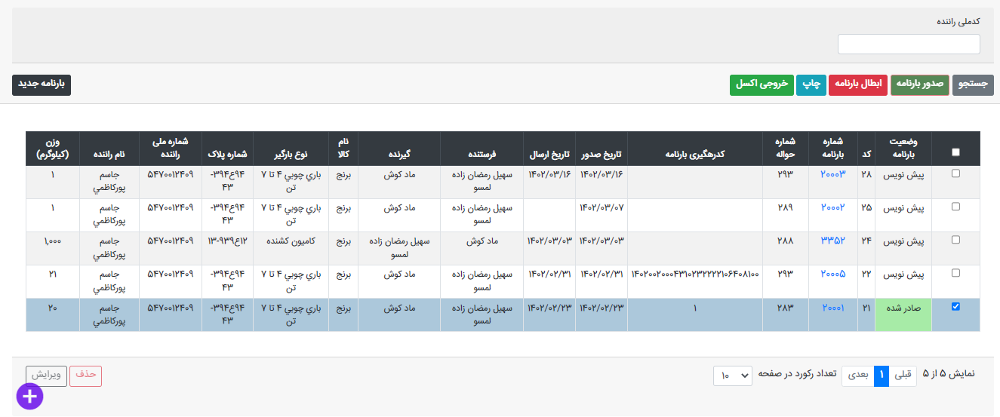 کدملی راننده
جستجو صدور بارنامه ابطال بارنامه چاپ خروجی اکسل بارنامه جدید
وضعیت بارنامه کد شماره بارنامه شماره حواله کدرهگیری بارنامه تاریخ صدور تاریخ ارسال فرستنده گیرنده نام کالا نوع بارگیر شماره پلاک شماره ملی راننده نام راننده وزن (کیلوگرم)
پیش نویس ۲۸ ۲۰۰۰۳ ۲۹۳ ۱۴۰۲/۰۳/۱۶ ۱۴۰۲/۰۳/۱۶ سهیل رمضان زاده لمسو ماد کوش برنج باري چوبي ۴ تا ۷ تن ۹۴ع۳۹۴-۴۳ ۵۴۷۰۰۱۲۴۰۹ جاسم پورکاظمي ۱
پیش نویس ۲۵ ۲۰۰۰۲ ۲۸۹ ۱۴۰۲/۰۳/۰۷ سهیل رمضان زاده لمسو ماد کوش برنج باري چوبي ۴ تا ۷ تن ۹۴ع۳۹۴-۴۳ ۵۴۷۰۰۱۲۴۰۹ جاسم پورکاظمي ۱
پیش نویس ۲۴ ۳۳۵۲ ۲۸۸ ۱۴۰۲/۰۳/۰۳ ۱۴۰۲/۰۳/۰۳ ماد کوش سهیل رمضان زاده لمسو برنج کامیون کشنده ۱۲ع۹۳۹-۱۳ ۵۴۷۰۰۱۲۴۰۹ جاسم پورکاظمي ۱,۰۰۰
پیش نویس ۲۲ ۲۰۰۰۵ ۲۹۳ ۱۴۰۲۰۰۲۰۰۰۴۳۱۰۲۳۲۲۲۲۱۰۶۴۰۸۱۰۰ ۱۴۰۲/۰۲/۳۱ ۱۴۰۲/۰۲/۳۱ سهیل رمضان زاده لمسو ماد کوش برنج باري چوبي ۴ تا ۷ تن ۹۴ع۳۹۴-۴۳ ۵۴۷۰۰۱۲۴۰۹ جاسم پورکاظمي ۲۱
صادر شده ۲۱ ۲۰۰۰۱ ۲۸۳ ۱ ۱۴۰۲/۰۲/۲۳ ۱۴۰۲/۰۲/۲۳ سهیل رمضان زاده لمسو ماد کوش برنج باري چوبي ۴ تا ۷ تن ۹۴ع۳۹۴-۴۳ ۵۴۷۰۰۱۲۴۰۹ جاسم پورکاظمي ۲۰
نمایش ۵ از ۵ قبلی ۱ بعدی تعداد رکورد در صفحه ۱۰ حذف ویرایش